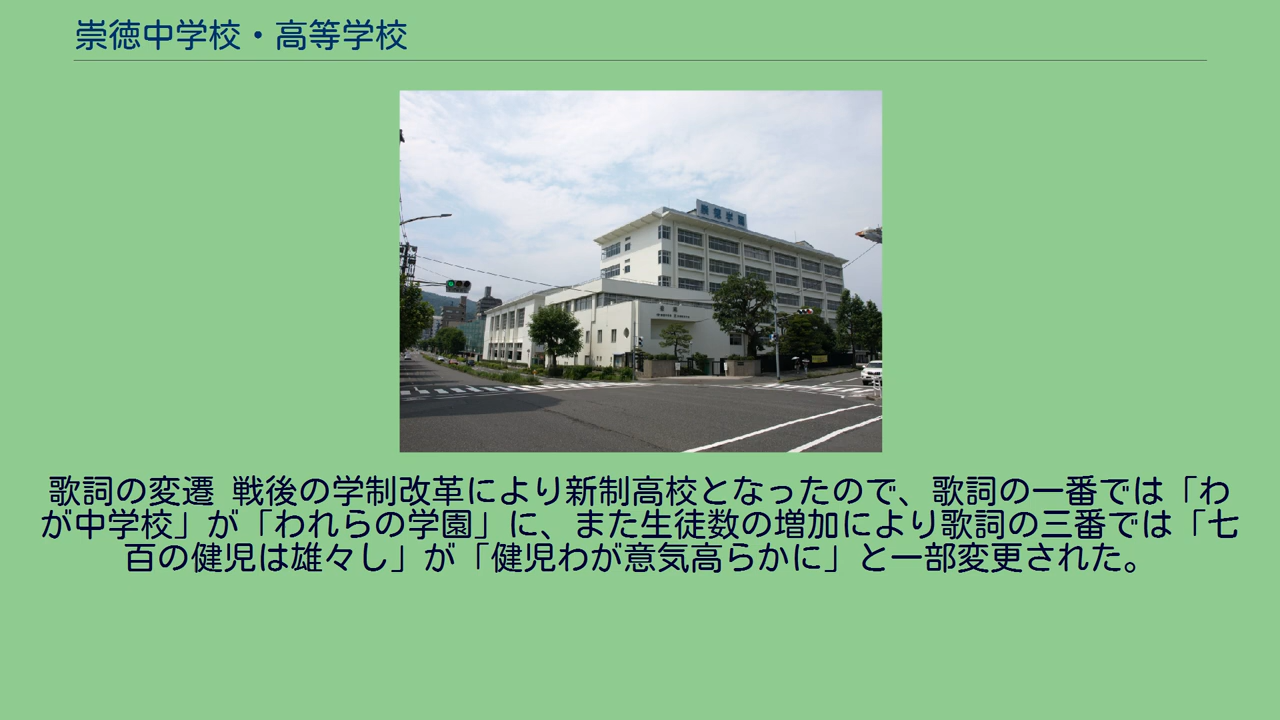 崇徳中学校・高等学校
崇徳学園
歌詞の変遷 戦後の学制改革により新制高校となったので、歌詞の一番では「わ
が中学校」が「われらの学園」に、また生徒数の増加により歌詞の三番では「七
百の健児は雄々し」が「健児わが意気高らかに」と一部変更された。